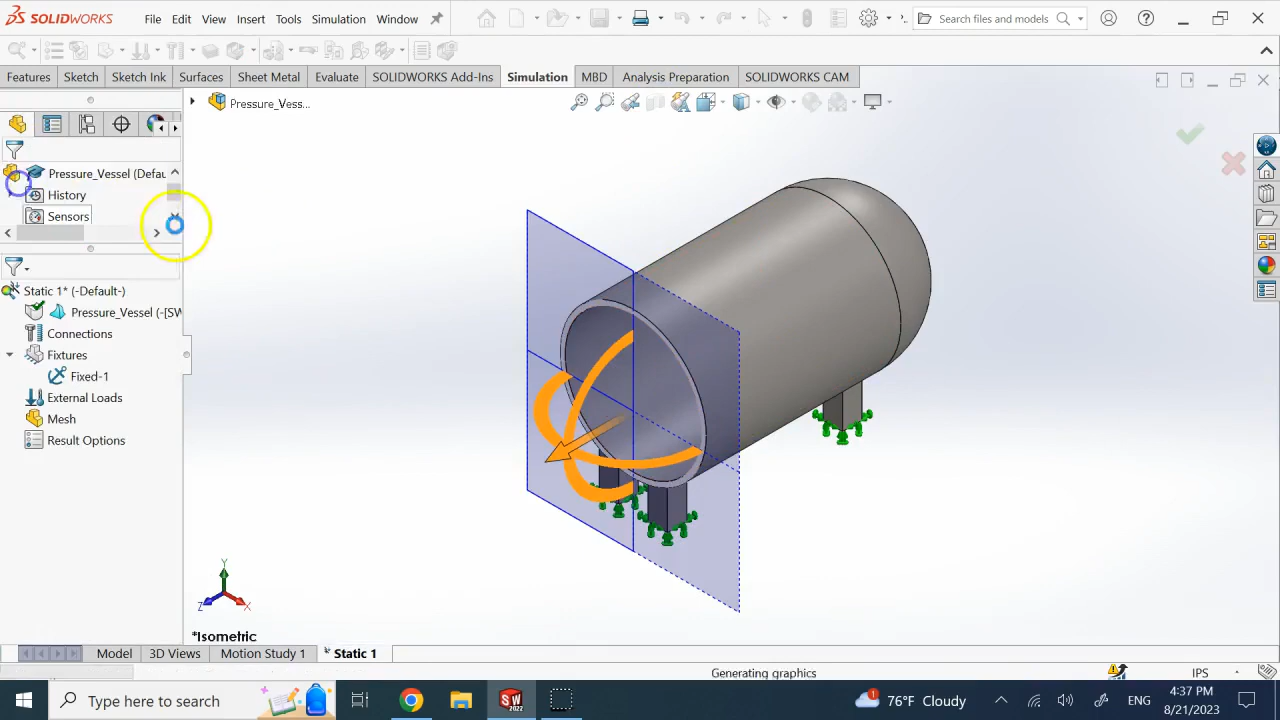 SOLIDWORKS File Edit View Insert Tools Simulation Window Search files and models
Features Sketch Sketch Ink Surfaces Sheet Metal Evaluate SOLIDWORKS Add-Ins Simulation MBD Analysis Preparation SOLIDWORKS CAM
Pressure_Vess...
Pressure_Vessel (Defau
History
Sensors
Static 1* (-Default-)
Pressure_Vessel (-[SW
Connections
Fixtures
Fixed-1
External Loads
Mesh
Result Options
Y
Z X
*Isometric
Model 3D Views Motion Study 1 Static 1
Generating graphics IPS
Type here to search SW 2022 1 76°F Cloudy ENG 4:37 PM
8/21/2023